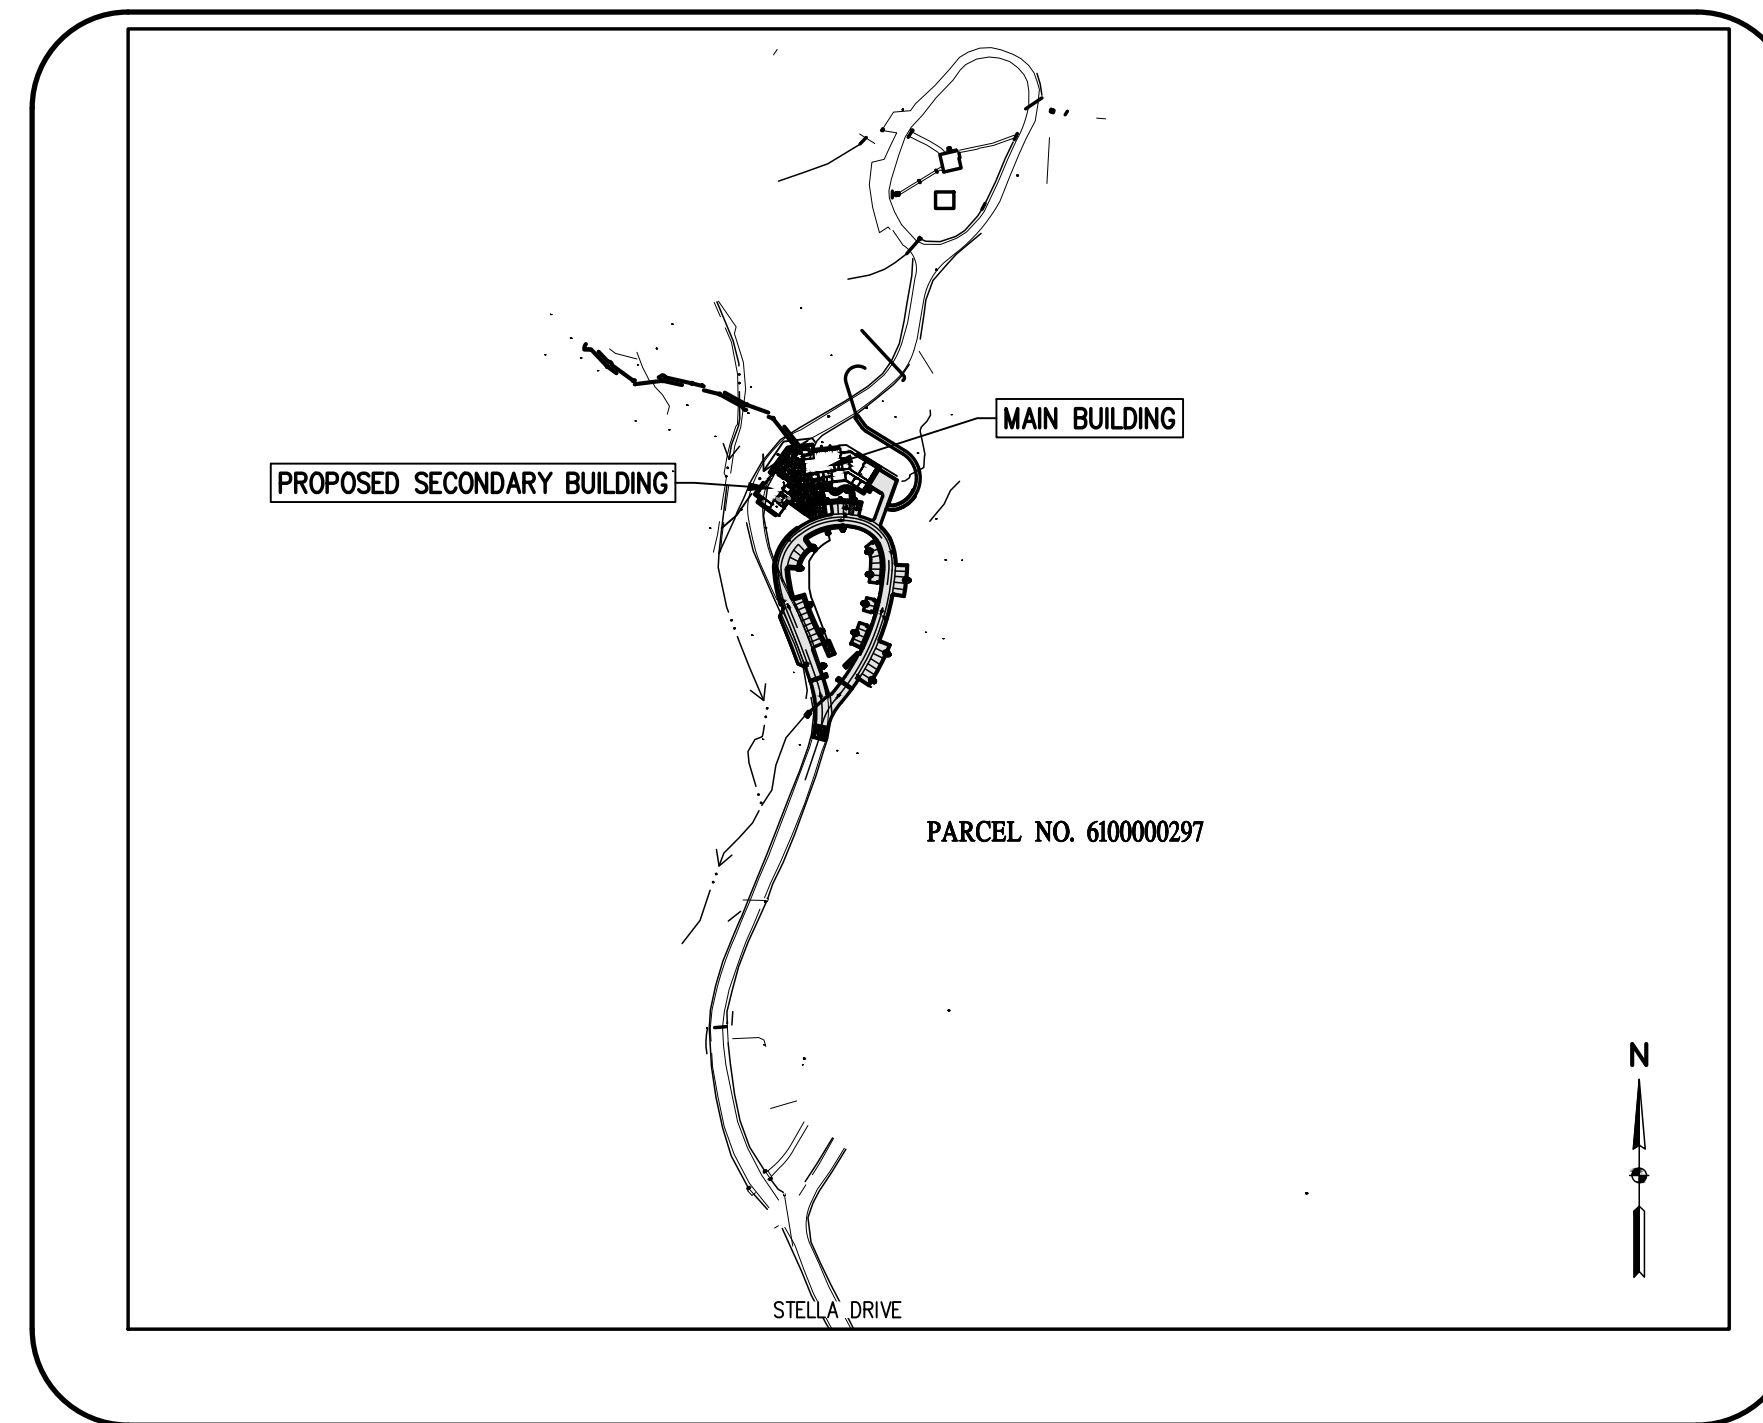 MAIN BUILDING
PROPOSED SECONDARY BUILDING
PARCEL NO. 6100000297
N
STELLA DRIVE